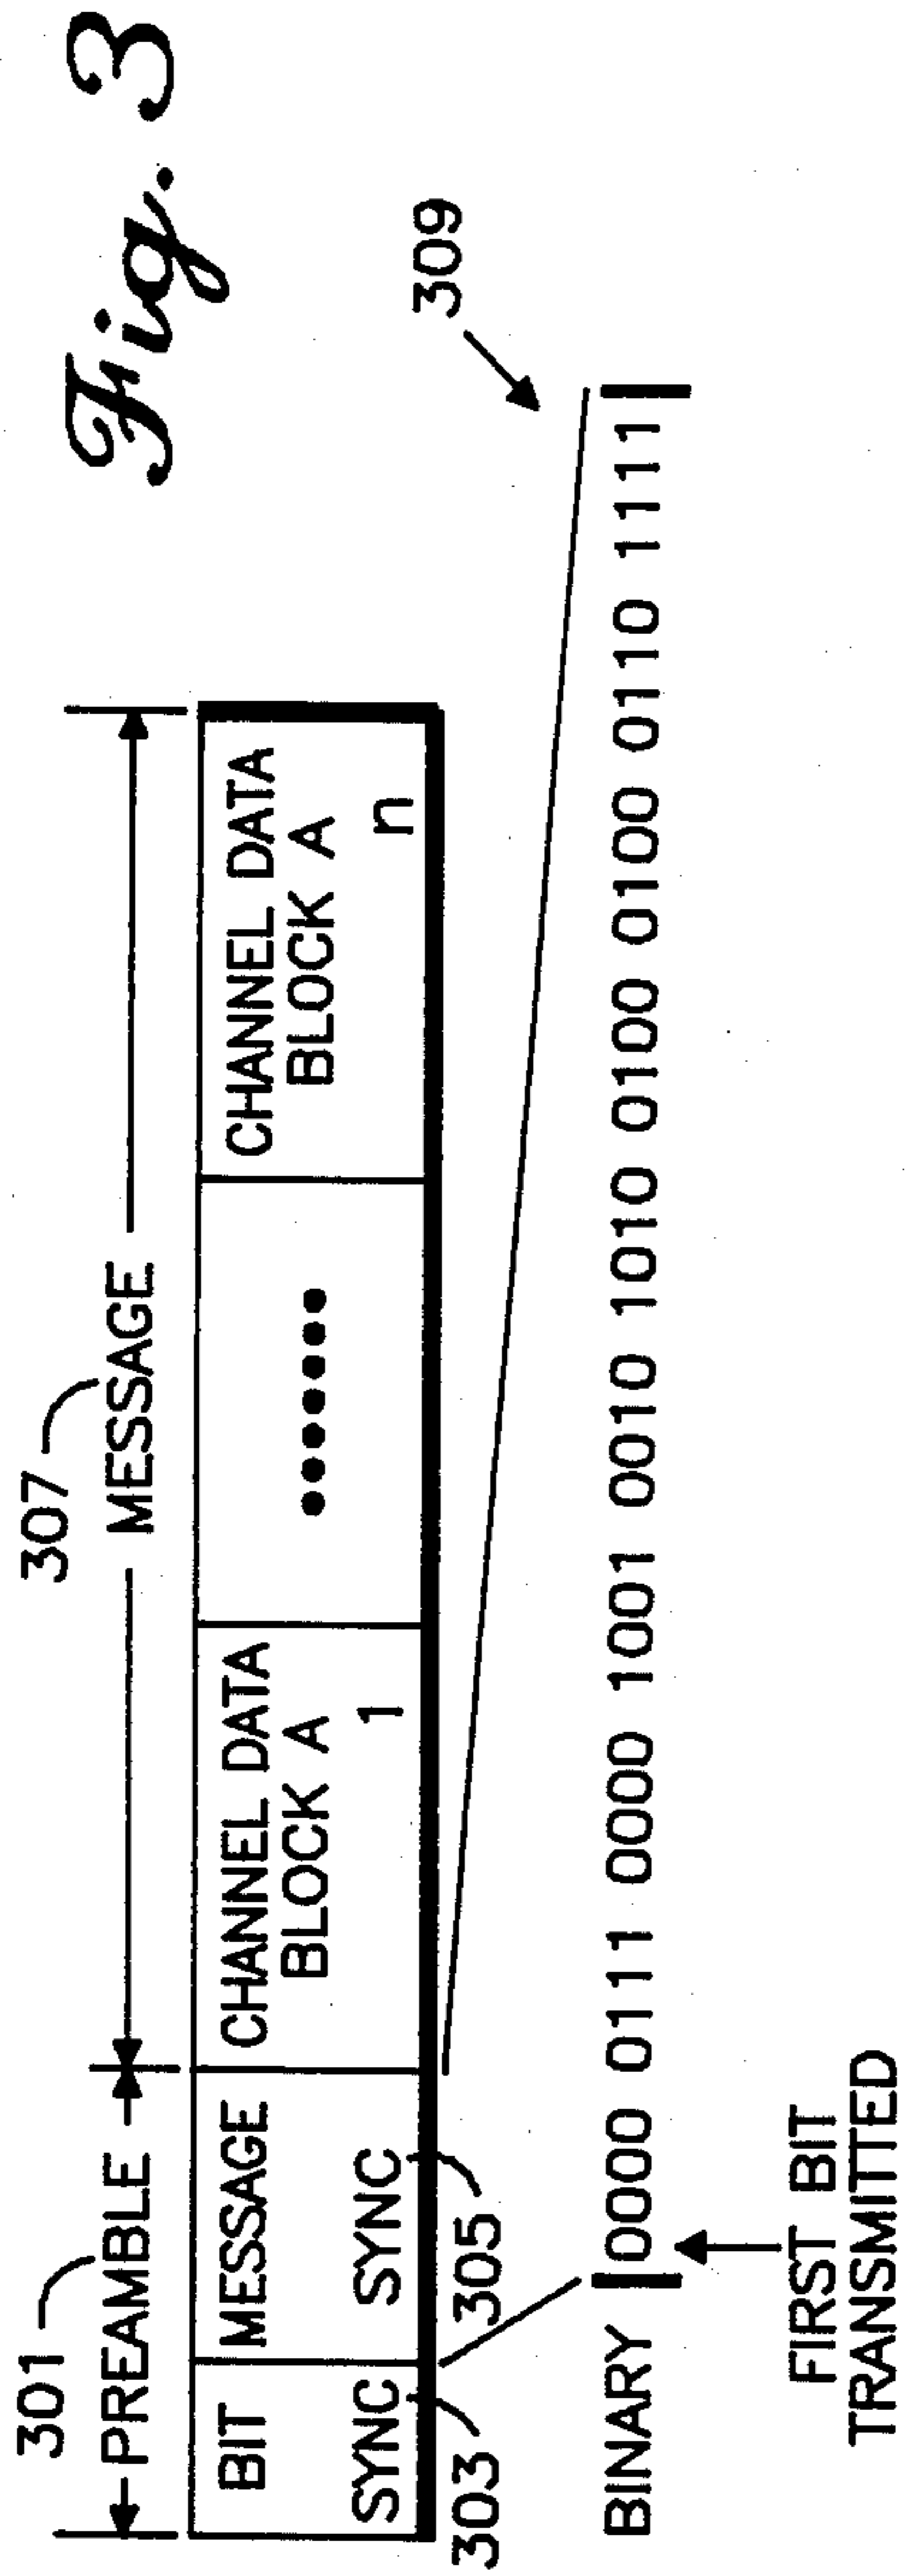 Fig. 3
301
307
PREAMBLE
MESSAGE
BIT
SYNC
MESSAGE
SYNC
CHANNEL DATA
BLOCK A
1
CHANNEL DATA
BLOCK A
n
303
305
309
BINARY 0000 0111 0000 1001 0010 1010 0100 0100 0110 1111
FIRST BIT
TRANSMITTED